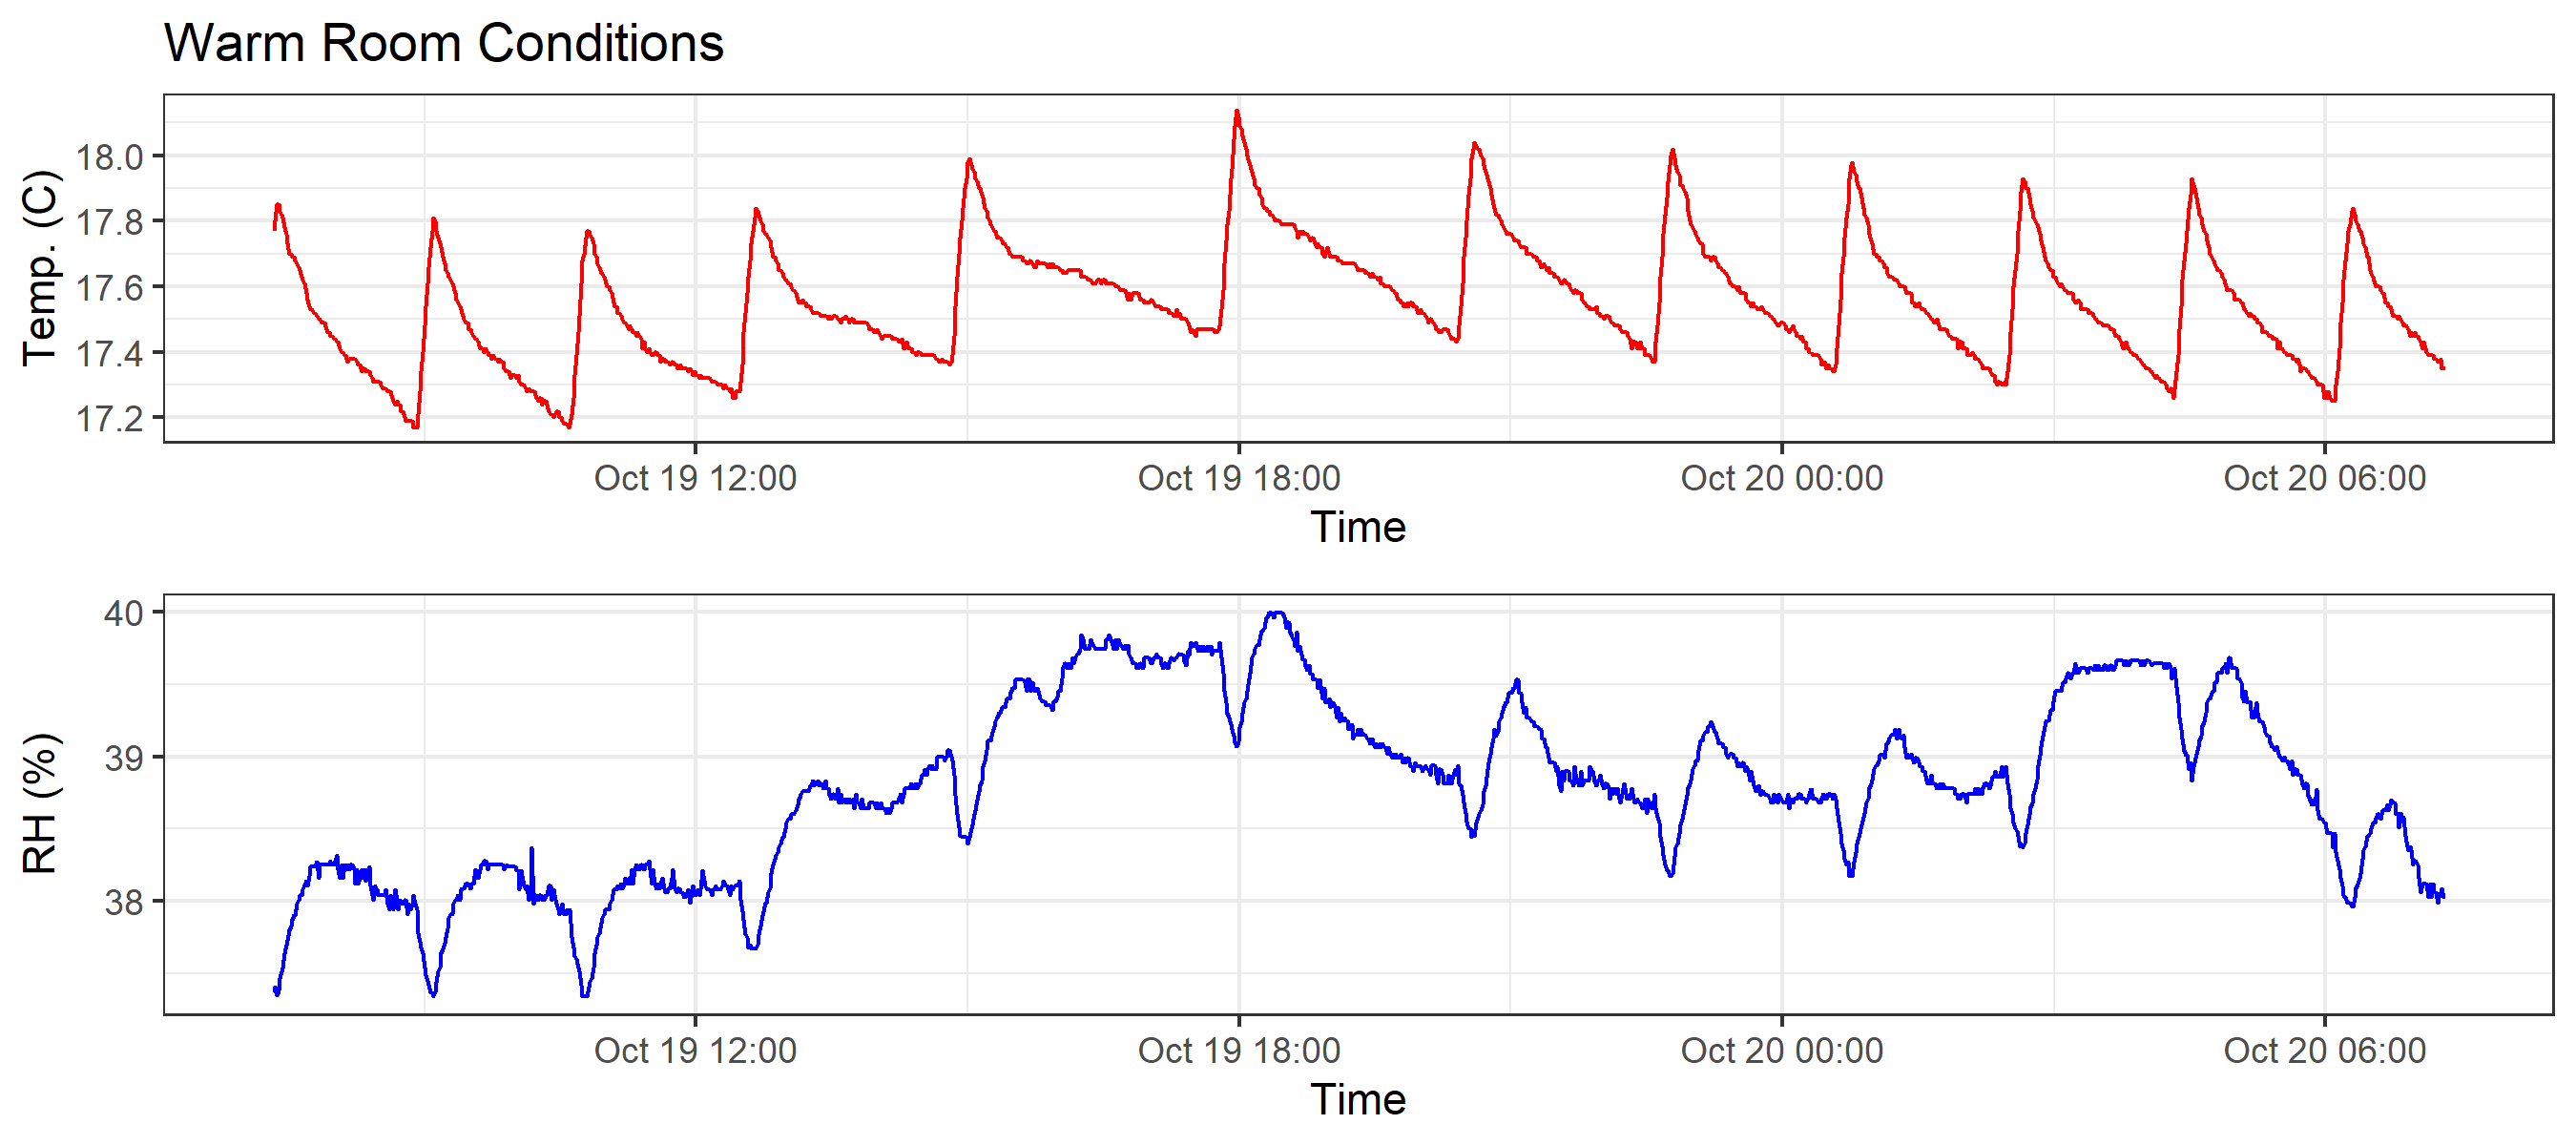 Warm Room Conditions
Temp. (C)
18.0
17.8
17.6
17.4
17.2
Oct 19 12:00 Oct 19 18:00 Oct 20 00:00 Oct 20 06:00
Time
RH (%)
40
39
38
Oct 19 12:00 Oct 19 18:00 Oct 20 00:00 Oct 20 06:00
Time